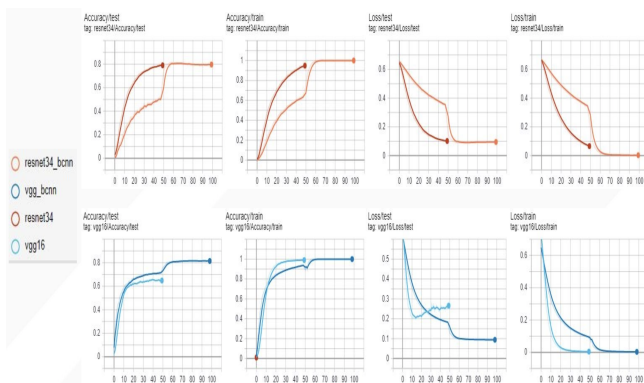 Accuracy/test
tag: resnet34/Accuracy/test
Accuracy/train
tag: resnet34/Accuracy/train
Loss/test
tag: resnet34/Loss/test
Loss/train
tag: resnet34/Loss/train
0.8
0.6
0.4
0.2
0
0 10 20 30 40 50 60 70 80 90 100
1
0.8
0.6
0.4
0.2
0
0 10 20 30 40 50 60 70 80 90 100
0.6
0.4
0.2
0
0 10 20 30 40 50 60 70 80 90 100
0.6
0.4
0.2
0
0 10 20 30 40 50 60 70 80 90 100
resnet34_bcnn
vgg_bcnn
resnet34
vgg16
Accuracy/test
tag: vgg16/Accuracy/test
Accuracy/train
tag: vgg16/Accuracy/train
Loss/test
tag: vgg16/Loss/test
Loss/train
tag: vgg16/Loss/train
0.8
0.6
0.4
0.2
0
0 10 20 30 40 50 60 70 80 90 100
1
0.8
0.6
0.4
0.2
0
0 10 20 30 40 50 60 70 80 90 100
0.5
0.4
0.3
0.2
0.1
0
0 10 20 30 40 50 60 70 80 90 100
0.6
0.4
0.2
0
0 10 20 30 40 50 60 70 80 90 100